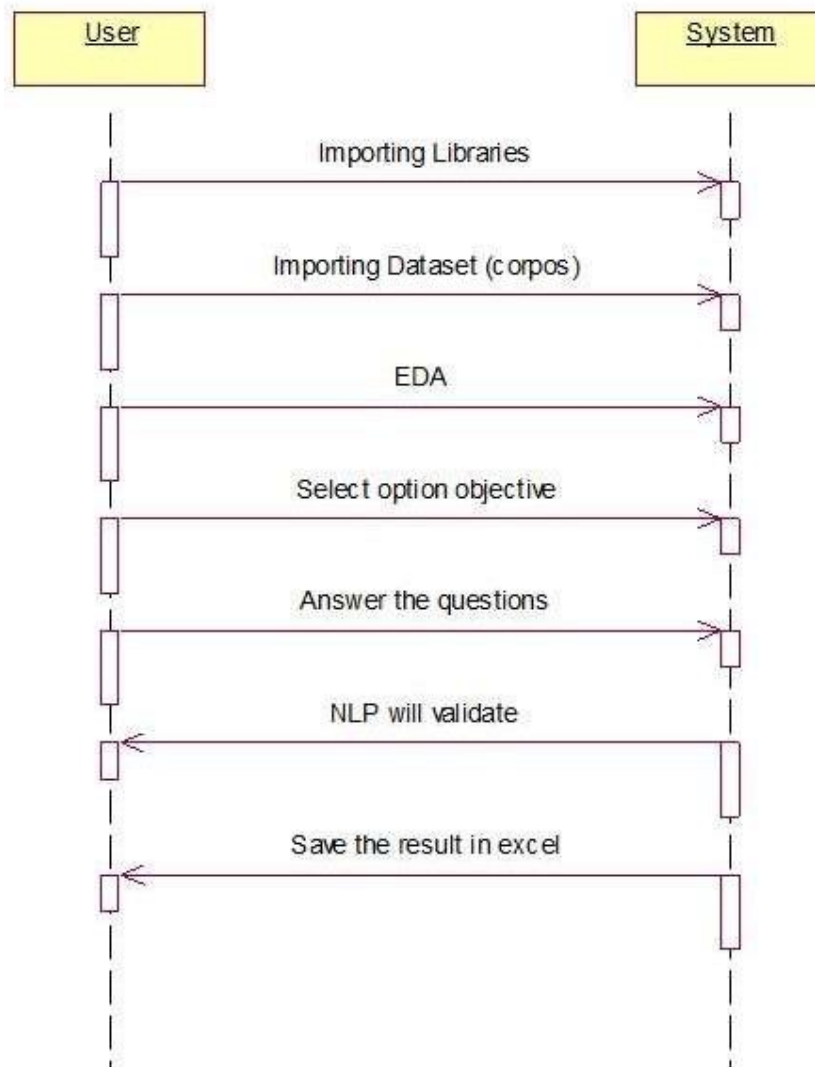 User
System
Importing Libraries
Importing Dataset (corpos)
EDA
Select option objective
Answer the questions
NLP will validate
Save the result in excel